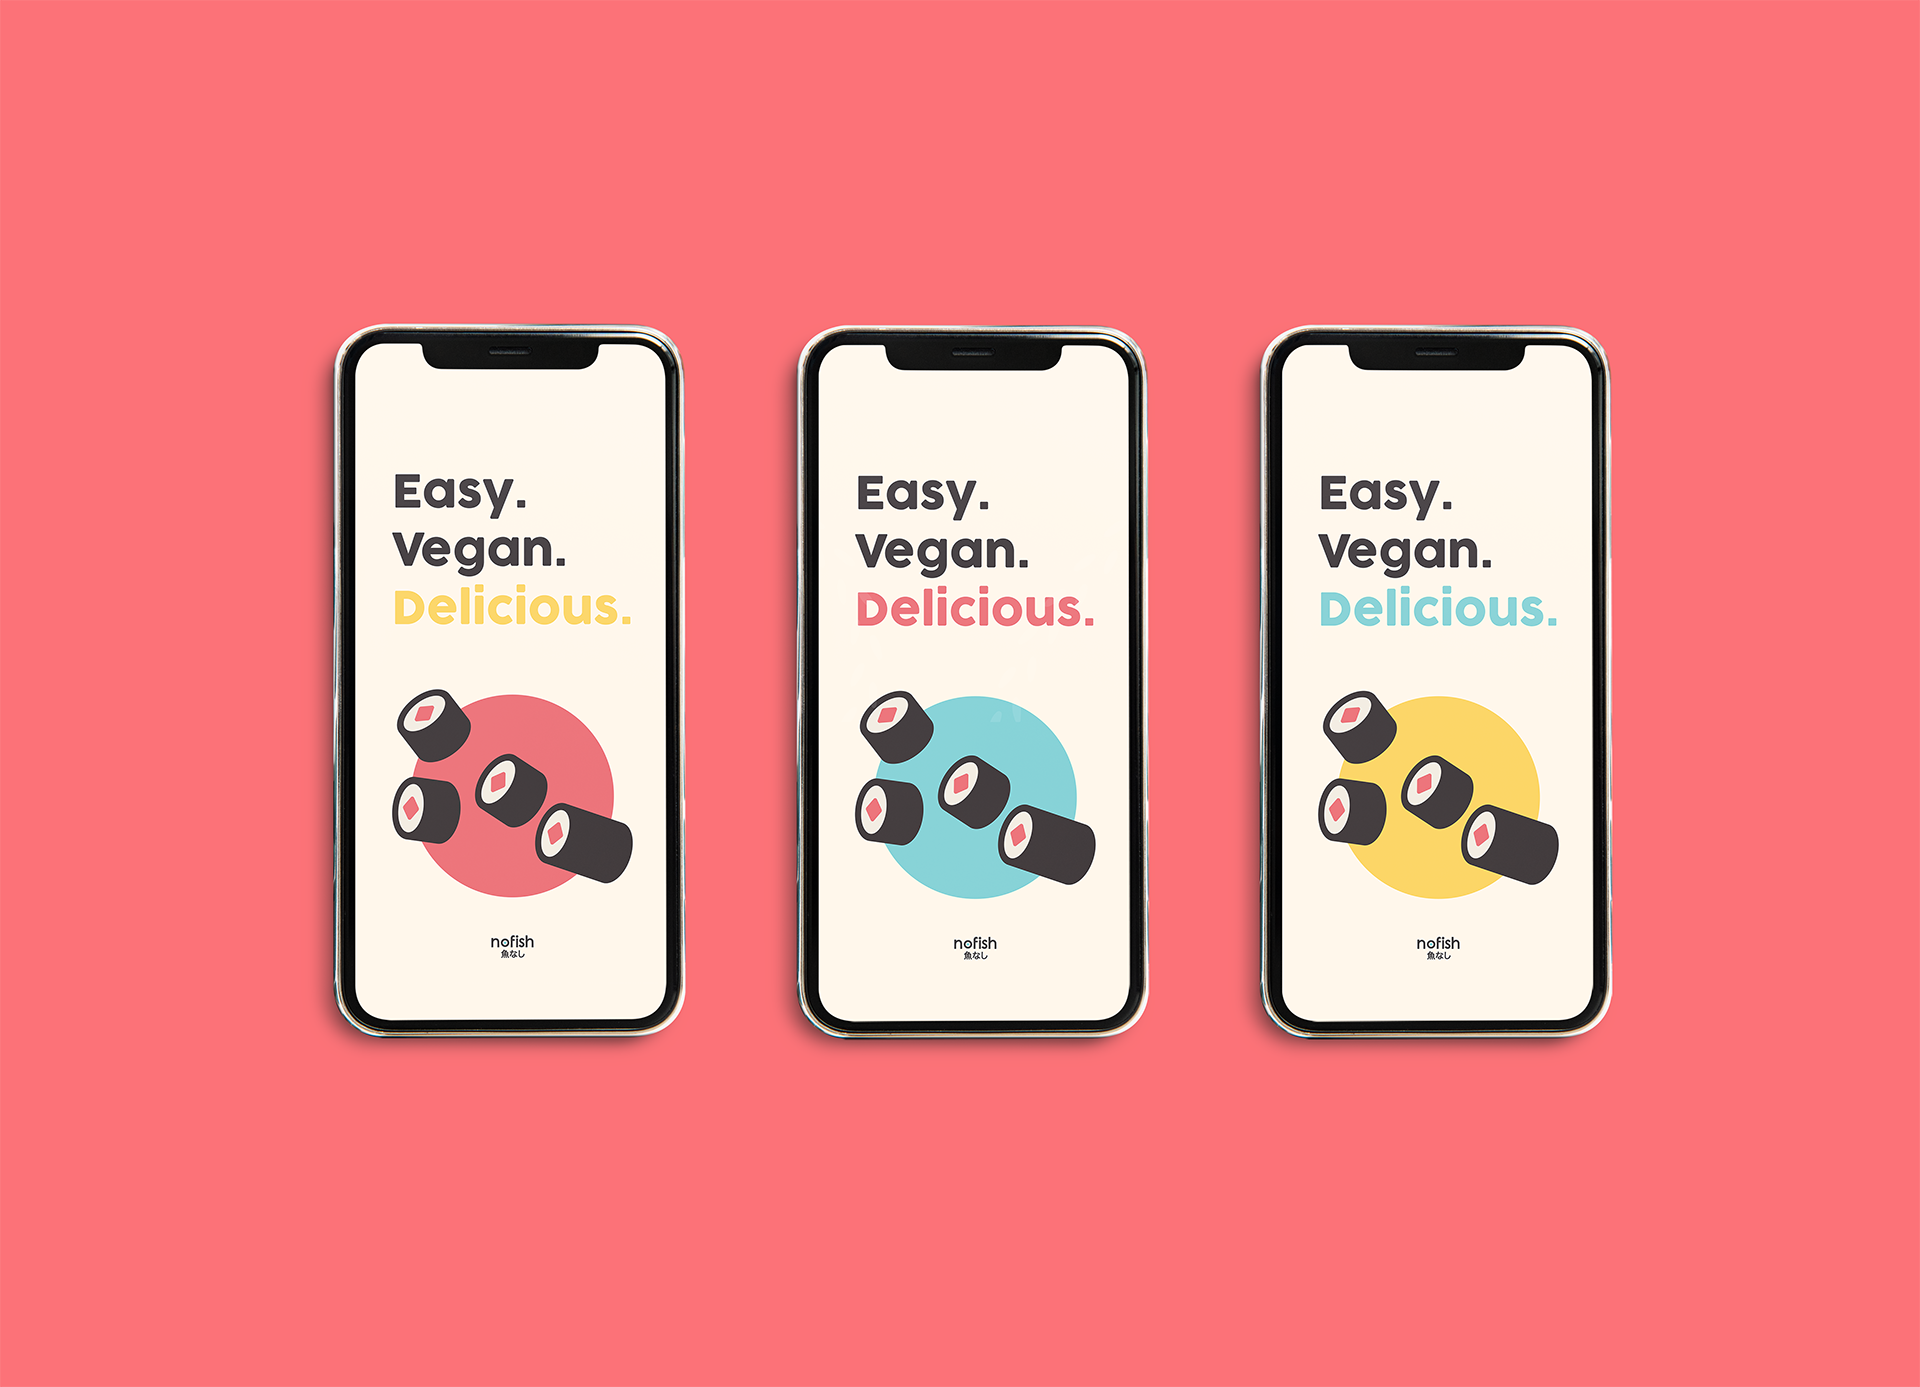 Easy.
Vegan.
Delicious.
nofish
魚なし
Easy.
Vegan.
Delicious.
nofish
魚なし
Easy.
Vegan.
Delicious.
nofish
魚なし